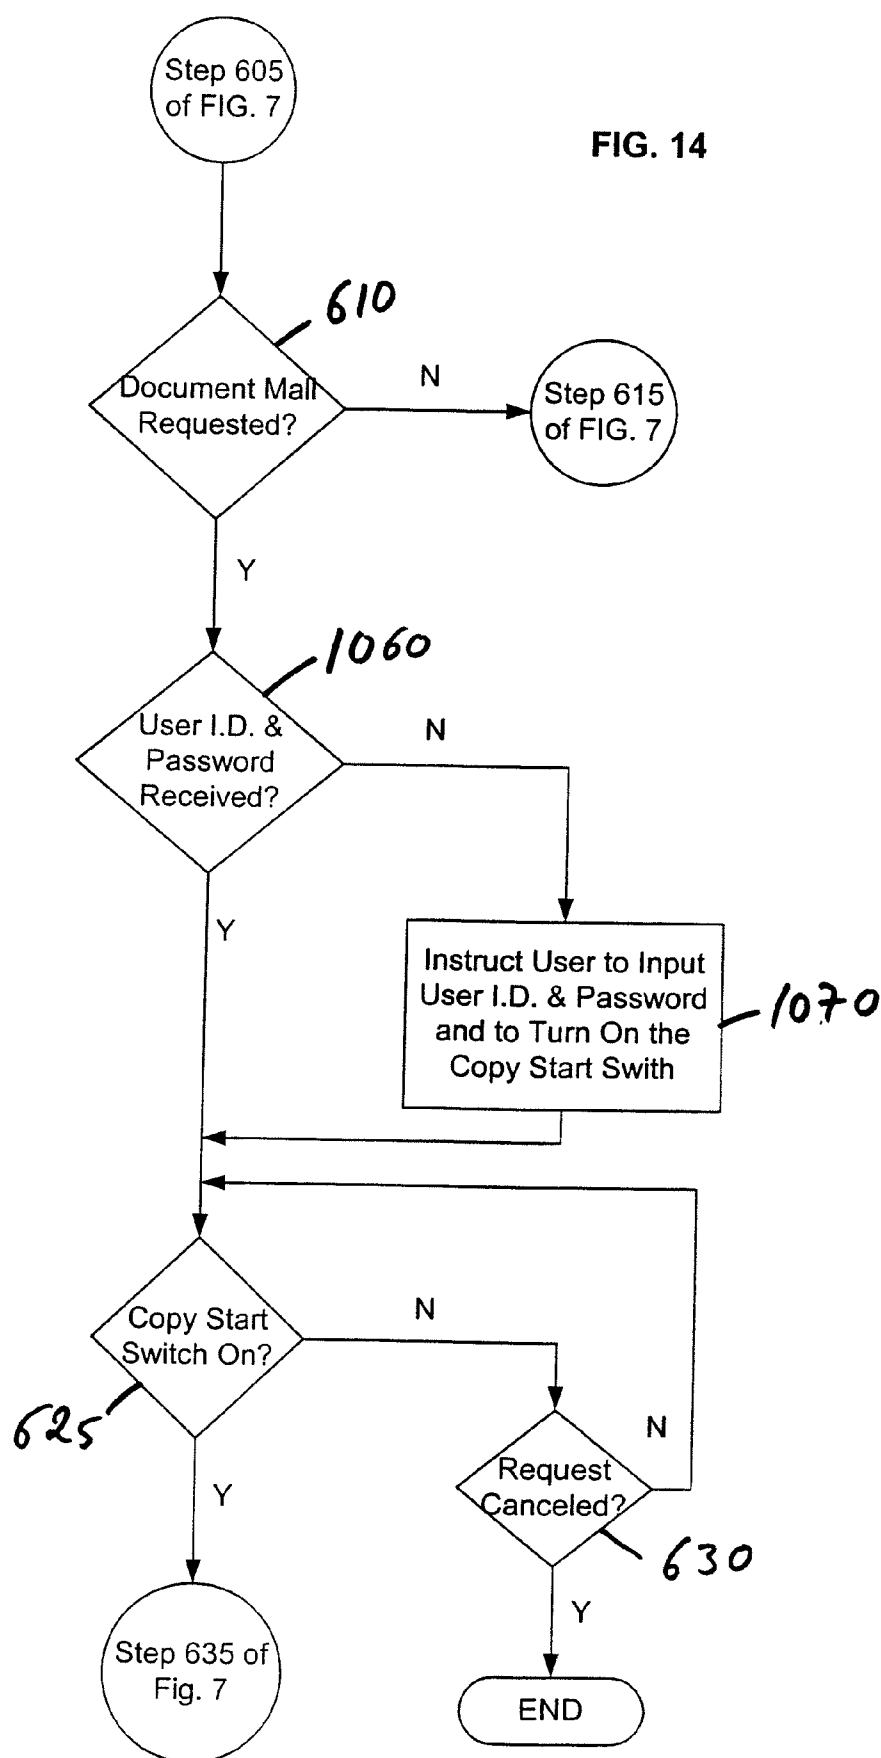 Step 605
of FIG. 7
FIG. 14
610
Document Mail
Requested?
N
Step 615
of FIG. 7
Y
1060
User I.D. &
Password
Received?
N
Y
Instruct User to Input
User I.D. & Password
and to Turn On the
Copy Start Swith
1070
Copy Start
Switch On?
N
625
Request
Canceled?
N
Y
630
Step 635 of
Fig. 7
Y
END